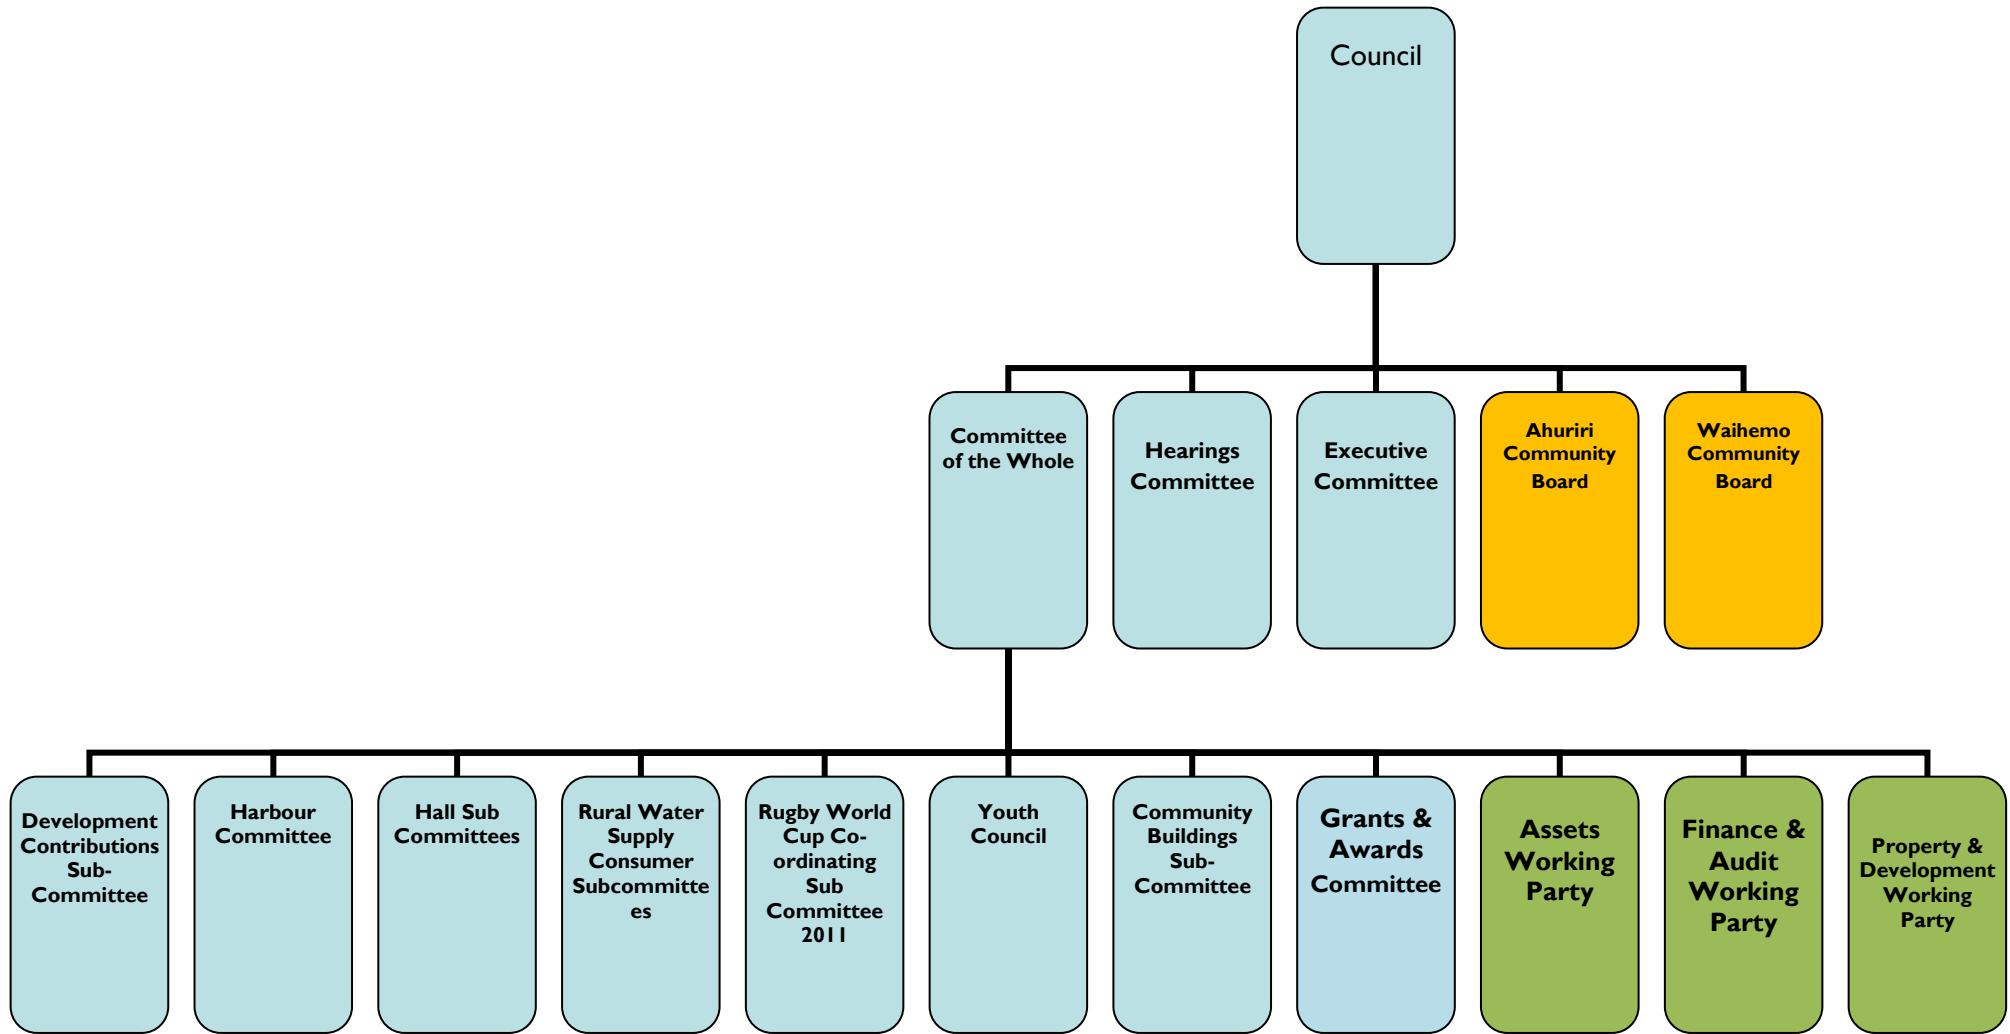 Council
Committee
of the Whole
Hearings
Committee
Executive
Committee
Ahuriri
Community
Board
Waihemo
Community
Board
Development
Contributions
Sub-
Committee
Harbour
Committee
Hall Sub
Committees
Rural Water
Supply
Consumer
Subcommitte
es
Rugby World
Cup Co-
ordinating
Sub
Committee
2011
Youth
Council
Community
Buildings
Sub-
Committee
Grants &
Awards
Committee
Assets
Working
Party
Finance &
Audit
Working
Party
Property &
Development
Working
Party